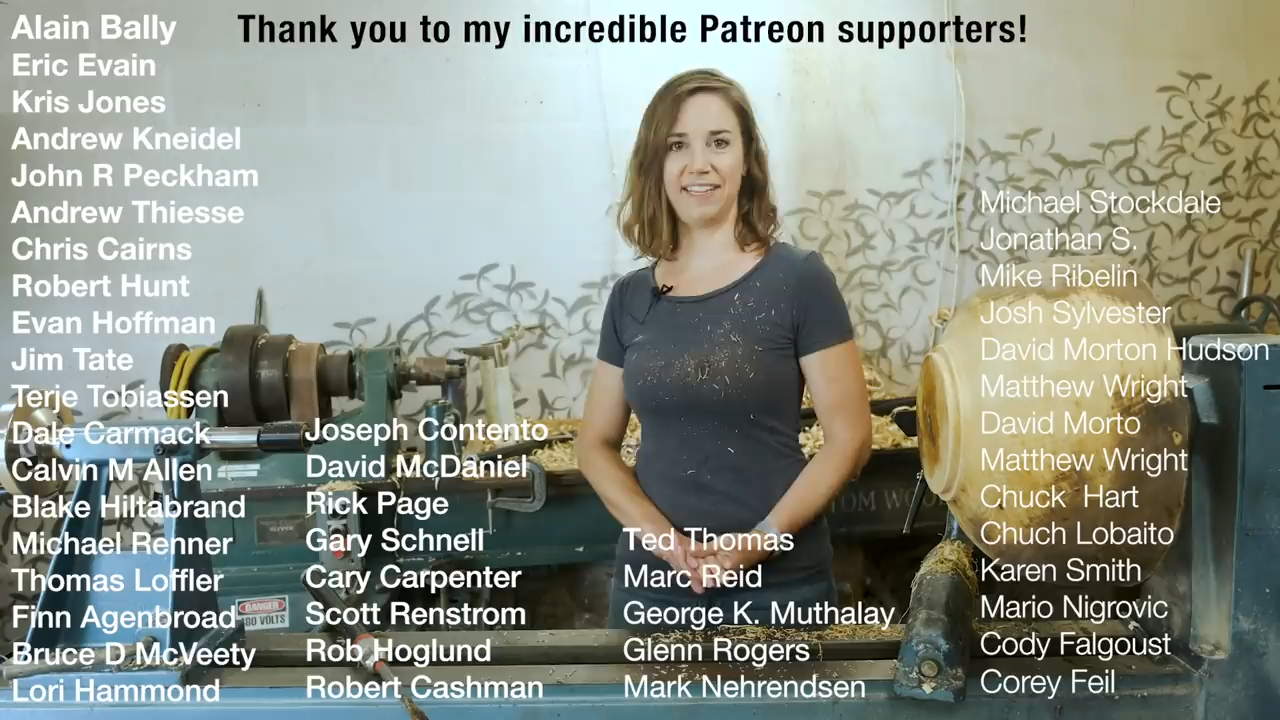 Thank you to my incredible Patreon supporters!
Alain Bally
Eric Evain
Kris Jones
Andrew Kneidel
John R Peckham
Andrew Thiesse
Chris Cairns
Robert Hunt
Evan Hoffman
Jim Tate
Terje Tobiassen
Dale Carmack
Calvin M Allen
Blake Hiltabrand
Michael Renner
Thomas Loffler
Finn Agenbroad
Bruce D McVeety
Lori Hammond
Joseph Contento
David McDaniel
Rick Page
Gary Schnell
Cary Carpenter
Scott Renstrom
Rob Hoglund
Robert Cashman
Ted Thomas
Marc Reid
George K. Muthalay
Glenn Rogers
Mark Nehrendsen
Michael Stockdale
Jonathan S.
Mike Ribelin
Josh Sylvester
David Morton Hudson
Matthew Wright
David Morto
Matthew Wright
Chuck Hart
Chuch Lobaito
Karen Smith
Mario Nigrovic
Cody Falgoust
Corey Feil
DANGER
480 VOLTS